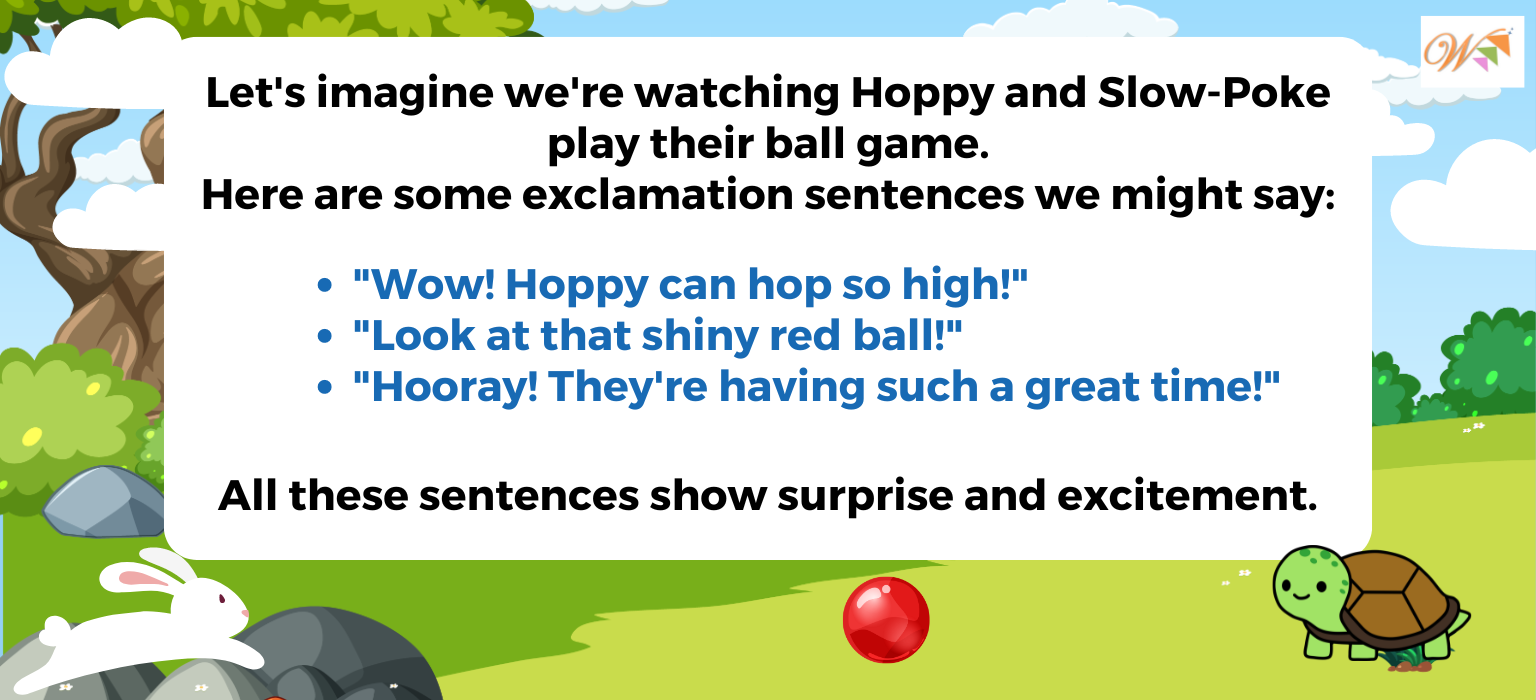 Let's imagine we're watching Hoppy and Slow-Poke
play their ball game.
Here are some exclamation sentences we might say:
• "Wow! Hoppy can hop so high!"
• "Look at that shiny red ball!"
• "Hooray! They're having such a great time!"
All these sentences show surprise and excitement.
W